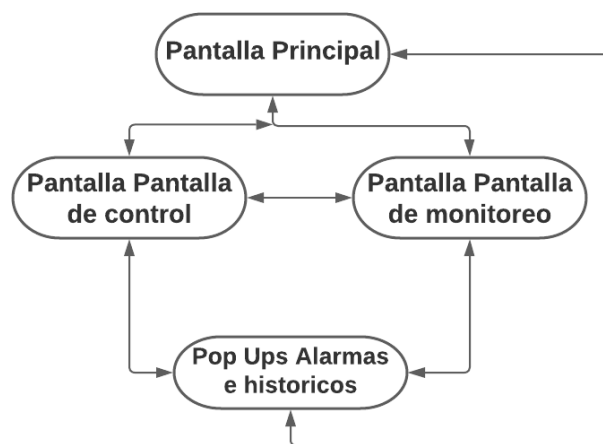 Pantalla Principal
Pantalla Pantalla
de control
Pantalla Pantalla
de monitoreo
Pop Ups Alarmas
e historicos